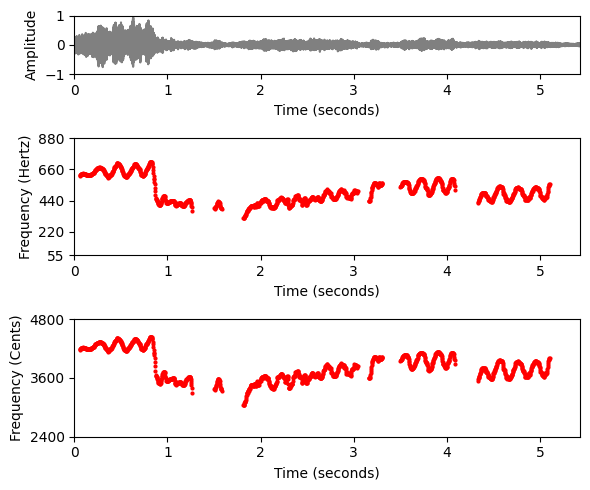 Amplitude
1
0
−1
0 1 2 3 4 5
Time (seconds)
Frequency (Hertz)
880
660
440
220
55
0 1 2 3 4 5
Time (seconds)
Frequency (Cents)
4800
3600
2400
0 1 2 3 4 5
Time (seconds)